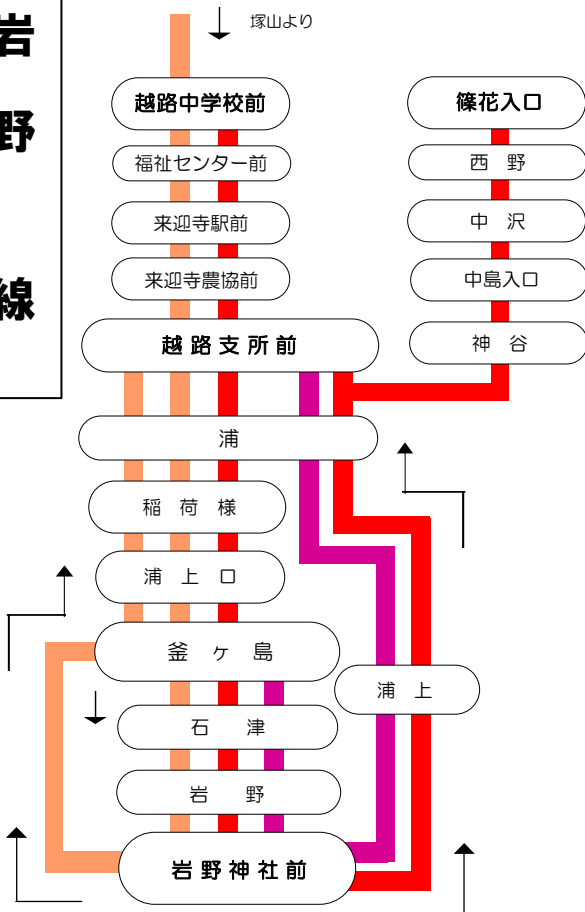 岩
野
線
塚山より
越路中学校前
福祉センター前
来迎寺駅前
来迎寺農協前
越路支所前
浦
稲荷様
浦上口
釜ヶ島
石津
岩野
岩野神社前
篠花入口
西野
中沢
中島入口
神谷
浦上